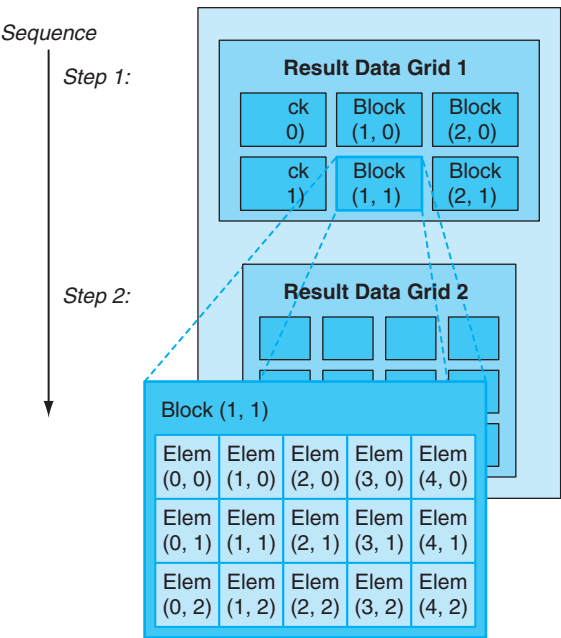 Sequence
Step 1:
Result Data Grid 1
ck Block Block
0) (1, 0) (2, 0)
ck Block Block
1) (1, 1) (2, 1)
Step 2:
Result Data Grid 2
Block (1, 1)
Elem Elem Elem Elem Elem
(0, 0) (1, 0) (2, 0) (3, 0) (4, 0)
Elem Elem Elem Elem Elem
(0, 1) (1, 1) (2, 1) (3, 1) (4, 1)
Elem Elem Elem Elem Elem
(0, 2) (1, 2) (2, 2) (3, 2) (4, 2)